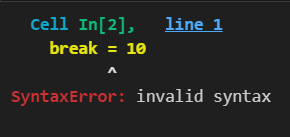 Cell In[2],   line 1
    break = 10
          ^
SyntaxError: invalid syntax